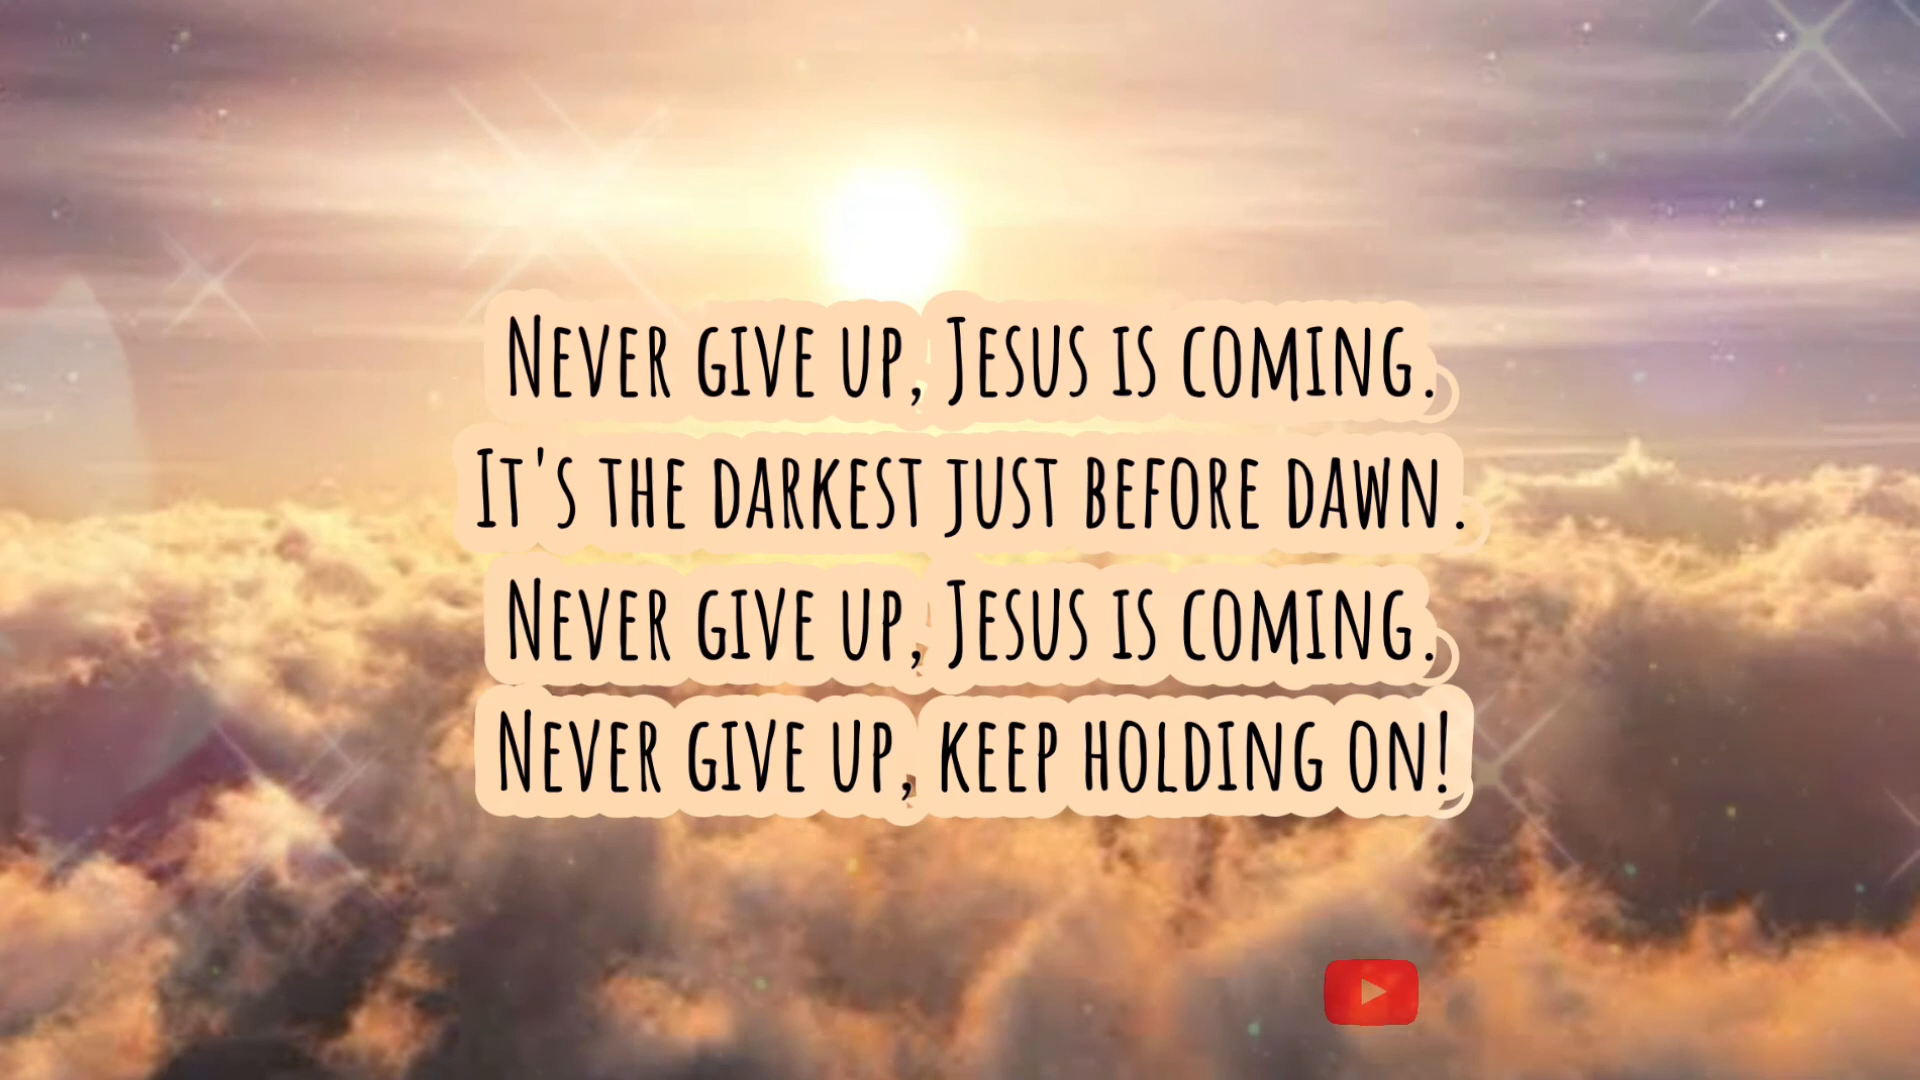 Never give up, Jesus is coming.
It's the darkest just before dawn.
Never give up, Jesus is coming.
Never give up, keep holding on!